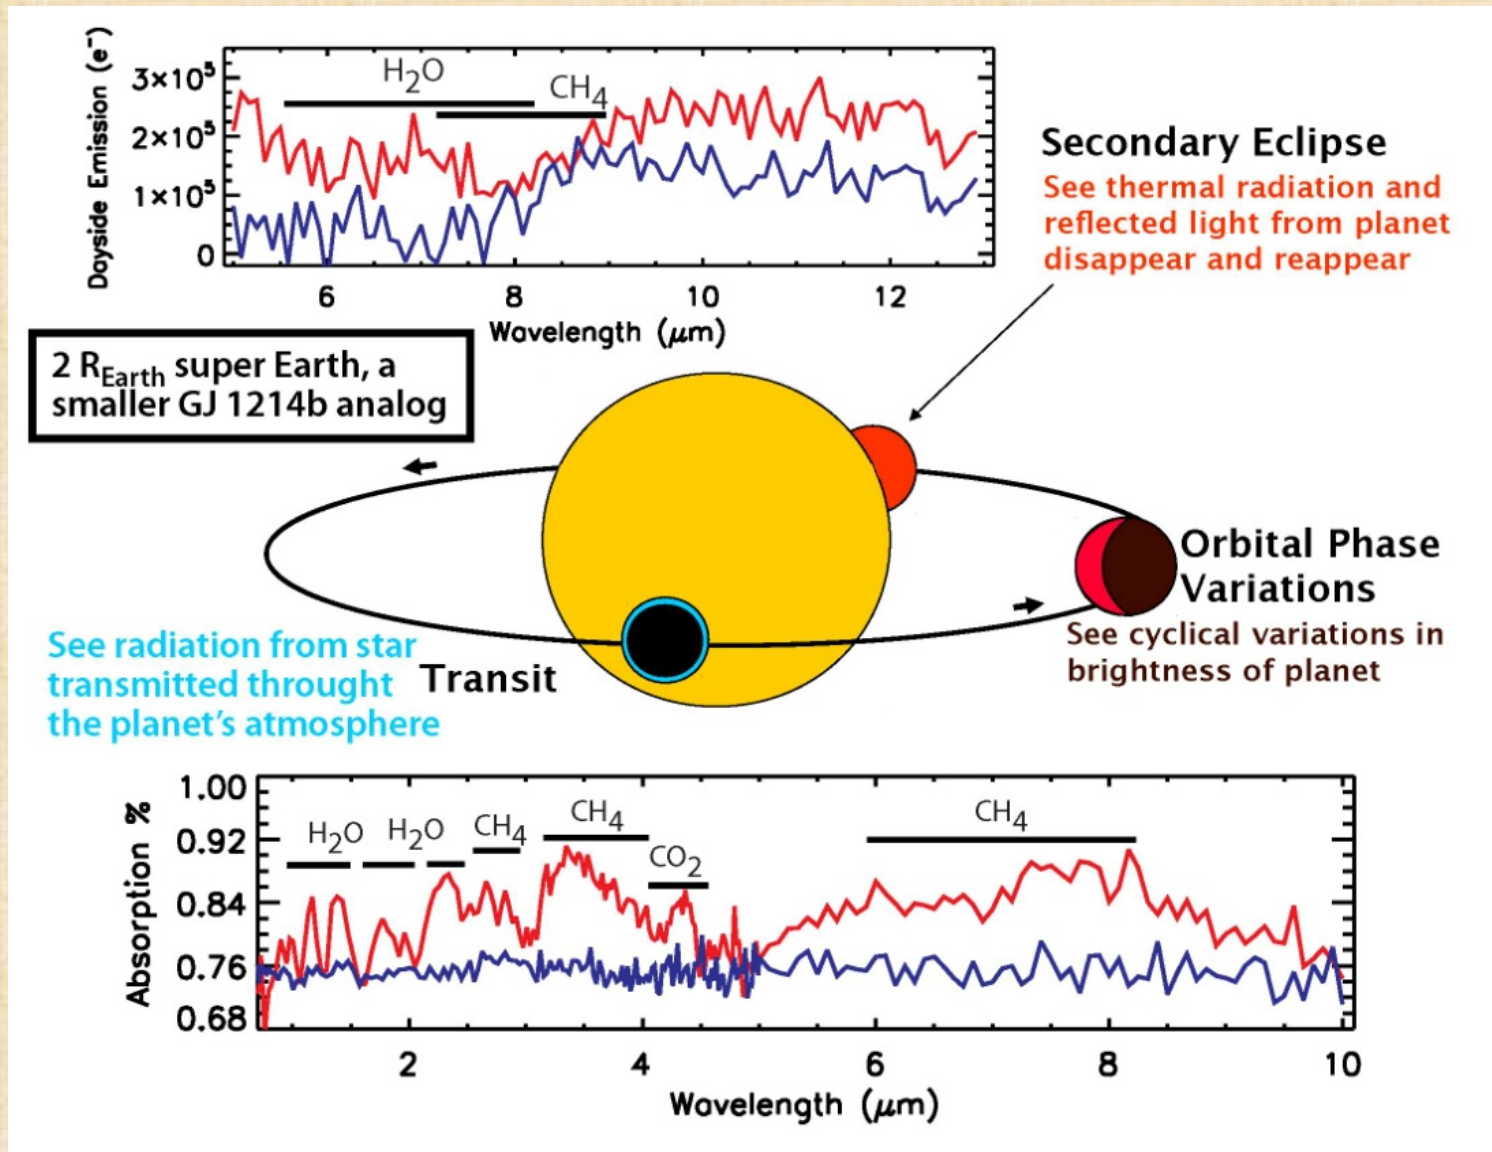 Dayside Emission (e⁻)
3×10⁵
2×10⁵
1×10⁵
0
H₂O
CH₄
6 8 10 12
Wavelength (μm)
Secondary Eclipse
See thermal radiation and
reflected light from planet
disappear and reappear
2 R_Earth super Earth, a
smaller GJ 1214b analog
Orbital Phase
Variations
See cyclical variations in
brightness of planet
See radiation from star
transmitted throught
the planet's atmosphere
Transit
Absorption %
1.00
0.92
0.84
0.76
0.68
H₂O H₂O CH₄ CH₄ CO₂ CH₄
2 4 6 8 10
Wavelength (μm)